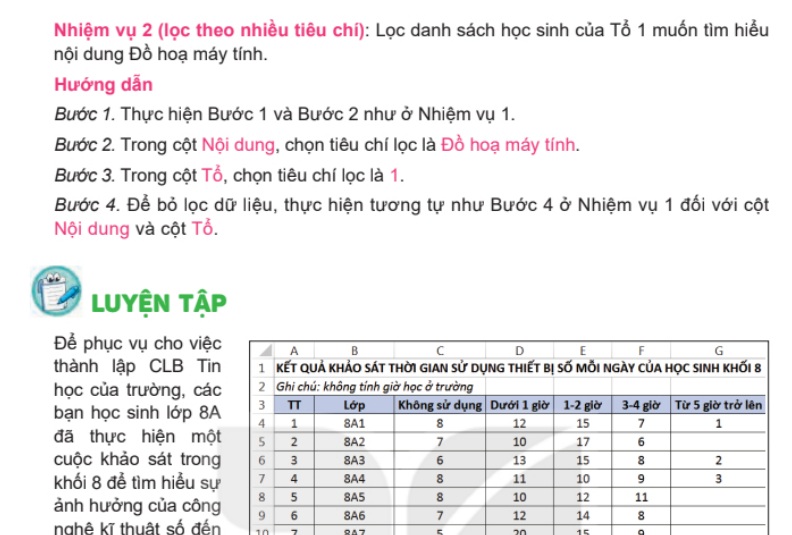 Nhiệm vụ 2 (lọc theo nhiều tiêu chí): Lọc danh sách học sinh của Tổ 1 muốn tìm hiểu
nội dung Đồ hoạ máy tính.
Hướng dẫn
Bước 1. Thực hiện Bước 1 và Bước 2 như ở Nhiệm vụ 1.
Bước 2. Trong cột Nội dung, chọn tiêu chí lọc là Đồ hoạ máy tính.
Bước 3. Trong cột Tổ, chọn tiêu chí lọc là 1.
Bước 4. Để bỏ lọc dữ liệu, thực hiện tương tự như Bước 4 ở Nhiệm vụ 1 đối với cột
Nội dung và cột Tổ.
LUYỆN TẬP
Để phục vụ cho việc
thành lập CLB Tin
học của trường, các
bạn học sinh lớp 8A
đã thực hiện một
cuộc khảo sát trong
khối 8 để tìm hiểu sự
ảnh hưởng của công
nghệ kĩ thuật số đến
A B C D E F G
1 KẾT QUẢ KHẢO SÁT THỜI GIAN SỬ DỤNG THIẾT BỊ SỐ MỖI NGÀY CỦA HỌC SINH KHỐI 8
2 Ghi chú: không tính giờ học ở trường
3 TT Lớp Không sử dụng Dưới 1 giờ 1-2 giờ 3-4 giờ Từ 5 giờ trở lên
4 1 8A1 8 12 15 7 1
5 2 8A2 7 10 17 6
6 3 8A3 6 13 15 8 2
7 4 8A4 8 11 10 9 3
8 5 8A5 8 10 12 11
9 6 8A6 7 12 14 8
10 7 8A7 5 20 15 9